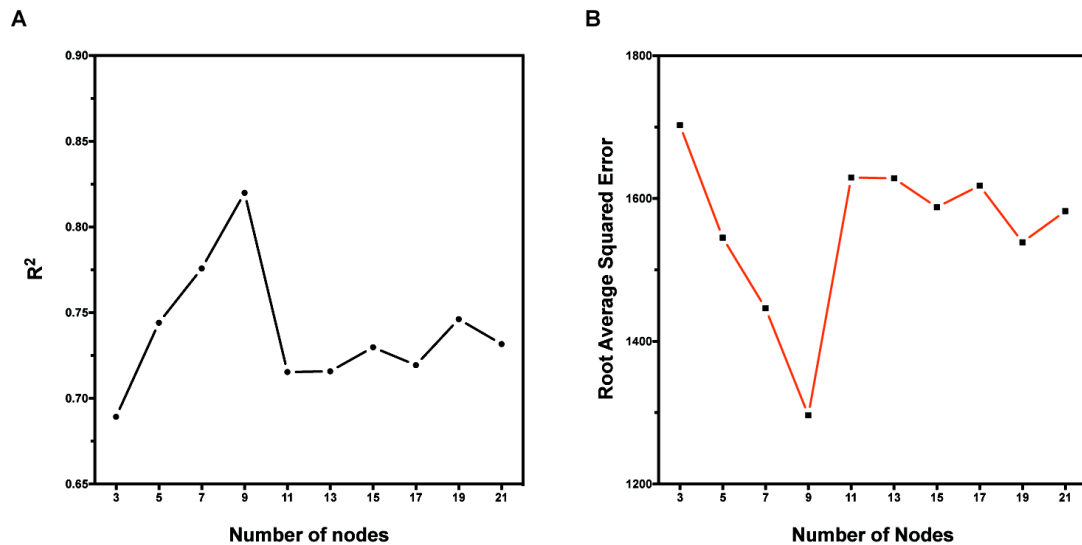 A
0.90
0.85
0.80
0.75
0.70
0.65
R²
3 5 7 9 11 13 15 17 19 21
Number of nodes
B
1800
1600
1400
1200
Root Average Squared Error
3 5 7 9 11 13 15 17 19 21
Number of Nodes